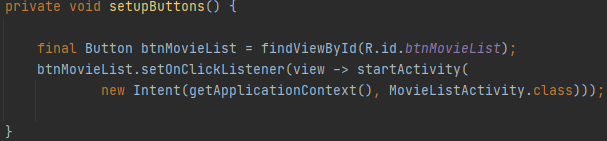 private void setupButtons() {
final Button btnMovieList = findViewById(R.id.btnMovieList);
btnMovieList.setOnClickListener(view -> startActivity(
new Intent(getApplicationContext(), MovieListActivity.class)));
}